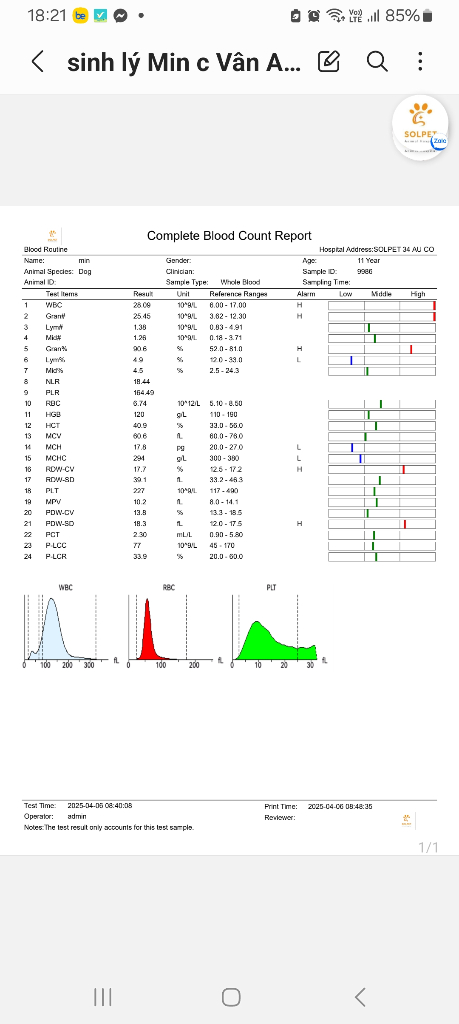 18:21 be Vo)) LTE 85%
sinh lý Min c Vân A...
SOLPET
Zalo
Complete Blood Count Report
Blood Routine Hospital Address:SOLPET 34 AU CO
Name: min Gender: Age: 11 Year
Animal Species: Dog Clinician: Sample ID: 9986
Animal ID: Sample Type: Whole Blood Sampling Time:
Test Items Result Unit Reference Ranges Alarm Low Middle High
1 WBC 28.09 10^9/L 6.00 - 17.00 H
2 Gran# 25.45 10^9/L 3.62 - 12.30 H
3 Lym# 1.38 10^9/L 0.83 - 4.91
4 Mid# 1.26 10^9/L 0.18 - 3.71
5 Gran% 90.6 % 52.0 - 81.0 H
6 Lym% 4.9 % 12.0 - 33.0 L
7 Mid% 4.5 % 2.5 - 24.3
8 NLR 18.44
9 PLR 164.49
10 RBC 6.74 10^12/L 5.10 - 8.50
11 HGB 120 g/L 110 - 190
12 HCT 40.9 % 33.0 - 56.0
13 MCV 60.6 fL 60.0 - 76.0
14 MCH 17.8 pg 20.0 - 27.0 L
15 MCHC 294 g/L 300 - 380 L
16 RDW-CV 17.7 % 12.5 - 17.2 H
17 RDW-SD 39.1 fL 33.2 - 46.3
18 PLT 227 10^9/L 117 - 490
19 MPV 10.2 fL 8.0 - 14.1
20 PDW-CV 13.8 % 13.3 - 18.5
21 PDW-SD 18.3 fL 12.0 - 17.5 H
22 PCT 2.30 mL/L 0.90 - 5.80
23 P-LCC 77 10^9/L 45 - 170
24 P-LCR 33.9 % 20.0 - 60.0
WBC RBC PLT
0 100 200 300 fL 0 100 200 fL 0 10 20 30 fL
Test Time: 2025-04-06 08:40:08 Print Time: 2025-04-06 08:48:35
Operator: admin Reviewer:
Notes:The test result only accounts for this test sample.
1/1